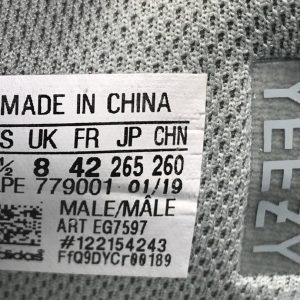 MADE IN CHINA
S UK FR JP CHN
½ 8 42 265 260
PE 779001 01/19
MALE/MÂLE
ART EG7597
#122154243
adidas FfQ9DYCr00189
YEEZY